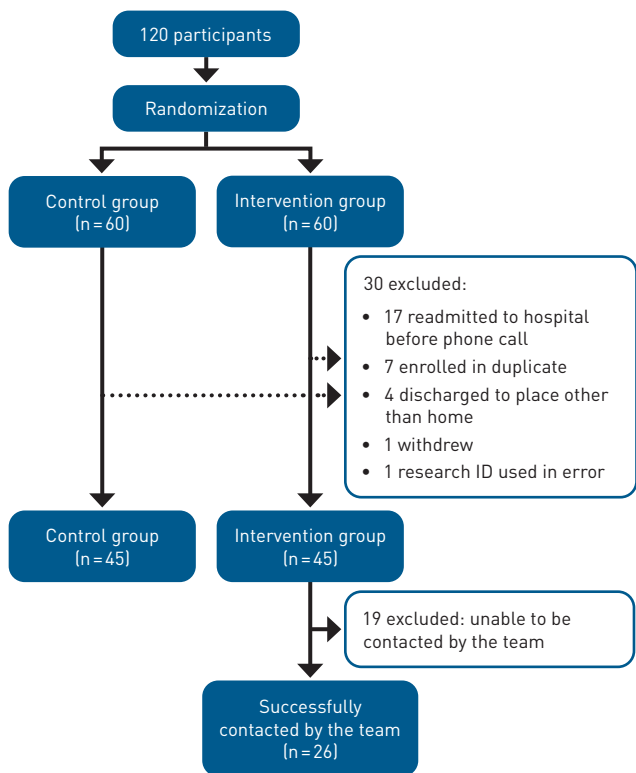 120 participants
Randomization
Control group
(n = 60)
Intervention group
(n = 60)
30 excluded:
• 17 readmitted to hospital
before phone call
• 7 enrolled in duplicate
• 4 discharged to place other
than home
• 1 withdrew
• 1 research ID used in error
Control group
(n = 45)
Intervention group
(n = 45)
19 excluded: unable to be
contacted by the team
Successfully
contacted by the team
(n = 26)